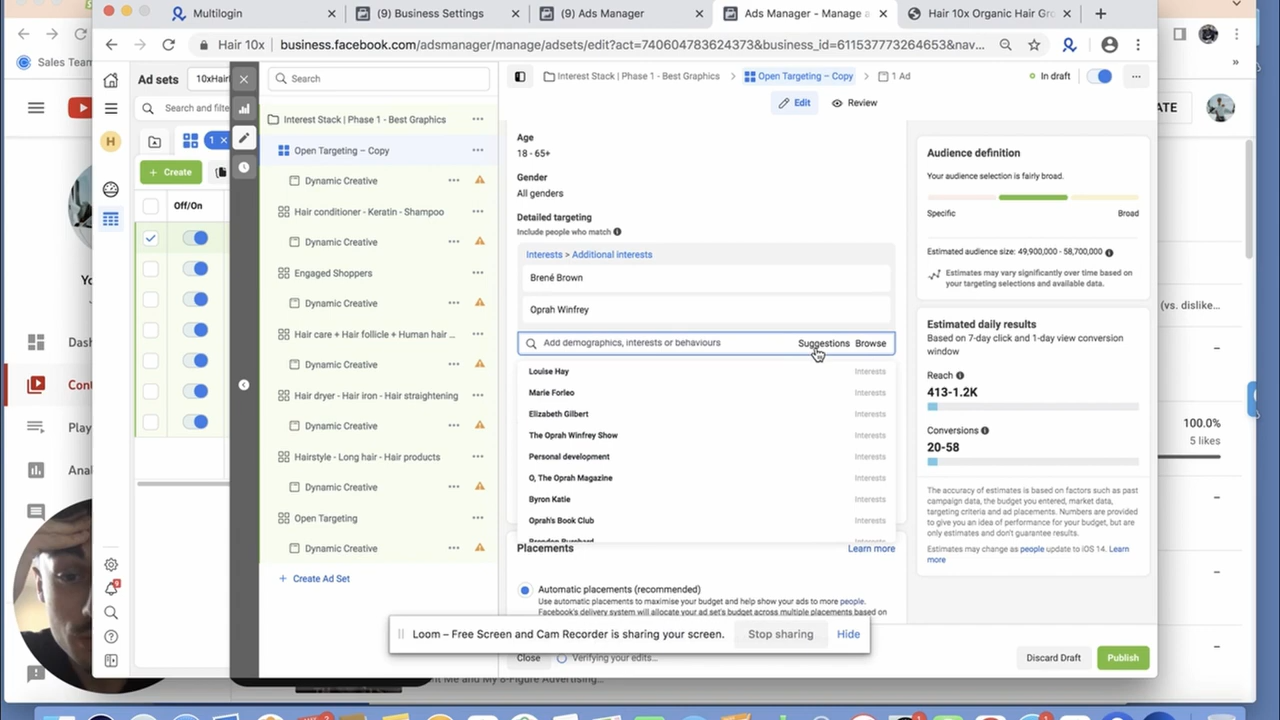 Multilogin
(9) Business Settings
(9) Ads Manager
Ads Manager - Manage a
Hair 10x Organic Hair Gro
Hair 10x
business.facebook.com/adsmanager/manage/adsets/edit?act=740604783624373&business_id=611537773264653&nav...
Sales Team
Ad sets
10xHair
Search and filte
1
Create
Off/On
H
Dash
Play
Anal
Search
Interest Stack | Phase 1 - Best Graphics
Open Targeting – Copy
Dynamic Creative
Hair conditioner - Keratin - Shampoo
Dynamic Creative
Engaged Shoppers
Dynamic Creative
Hair care + Hair follicle + Human hair ...
Dynamic Creative
Hair dryer - Hair iron - Hair straightening
Dynamic Creative
Hairstyle - Long hair - Hair products
Dynamic Creative
Open Targeting
Dynamic Creative
Create Ad Set
Interest Stack | Phase 1 - Best Graphics
Open Targeting – Copy
1 Ad
In draft
Edit
Review
Age
18 - 65+
Gender
All genders
Detailed targeting
Include people who match
Interests > Additional interests
Brené Brown
Oprah Winfrey
Add demographics, interests or behaviours
Suggestions
Browse
Louise Hay Interests
Marie Forleo Interests
Elizabeth Gilbert Interests
The Oprah Winfrey Show Interests
Personal development Interests
O, The Oprah Magazine Interests
Byron Katie Interests
Oprah's Book Club Interests
Placements
Learn more
Automatic placements (recommended)
Use automatic placements to maximise your budget and help show your ads to more people.
Facebook's delivery system will allocate your ad set's budget across multiple placements based on
Loom – Free Screen and Cam Recorder is sharing your screen.
Stop sharing
Hide
Close
Verifying your edits...
Discard Draft
Publish
Audience definition
Your audience selection is fairly broad.
Specific
Broad
Estimated audience size: 49,900,000 - 58,700,000
Estimates may vary significantly over time based on
your targeting selections and available data.
Estimated daily results
Based on 7-day click and 1-day view conversion
window
Reach
413-1.2K
Conversions
20-58
The accuracy of estimates is based on factors such as past
campaign data, the budget you entered, market data,
targeting criteria and ad placements. Numbers are provided
to give you an idea of performance for your budget, but are
only estimates and don't guarantee results.
Estimates may change as people update to iOS 14. Learn
more
ATE
(vs. dislike...
100.0%
5 likes